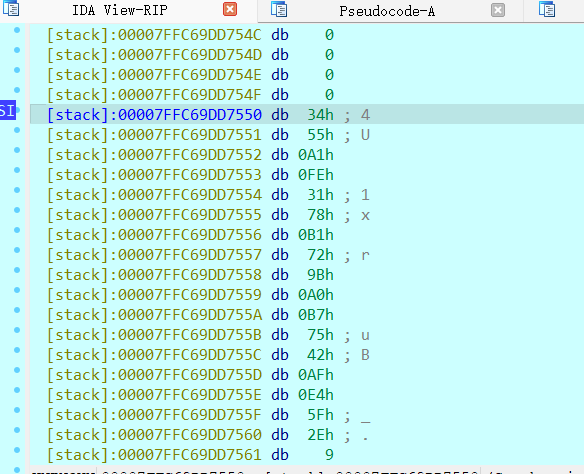 IDA View-RIP Pseudocode-A
[stack]:00007FFC69DD754C db 0
[stack]:00007FFC69DD754D db 0
[stack]:00007FFC69DD754E db 0
[stack]:00007FFC69DD754F db 0
SI [stack]:00007FFC69DD7550 db 34h ; 4
[stack]:00007FFC69DD7551 db 55h ; U
[stack]:00007FFC69DD7552 db 0A1h
[stack]:00007FFC69DD7553 db 0FEh
[stack]:00007FFC69DD7554 db 31h ; 1
[stack]:00007FFC69DD7555 db 78h ; x
[stack]:00007FFC69DD7556 db 0B1h
[stack]:00007FFC69DD7557 db 72h ; r
[stack]:00007FFC69DD7558 db 9Bh
[stack]:00007FFC69DD7559 db 0A0h
[stack]:00007FFC69DD755A db 0B7h
[stack]:00007FFC69DD755B db 75h ; u
[stack]:00007FFC69DD755C db 42h ; B
[stack]:00007FFC69DD755D db 0AFh
[stack]:00007FFC69DD755E db 0E4h
[stack]:00007FFC69DD755F db 5Fh ; _
[stack]:00007FFC69DD7560 db 2Eh ; .
[stack]:00007FFC69DD7561 db 9